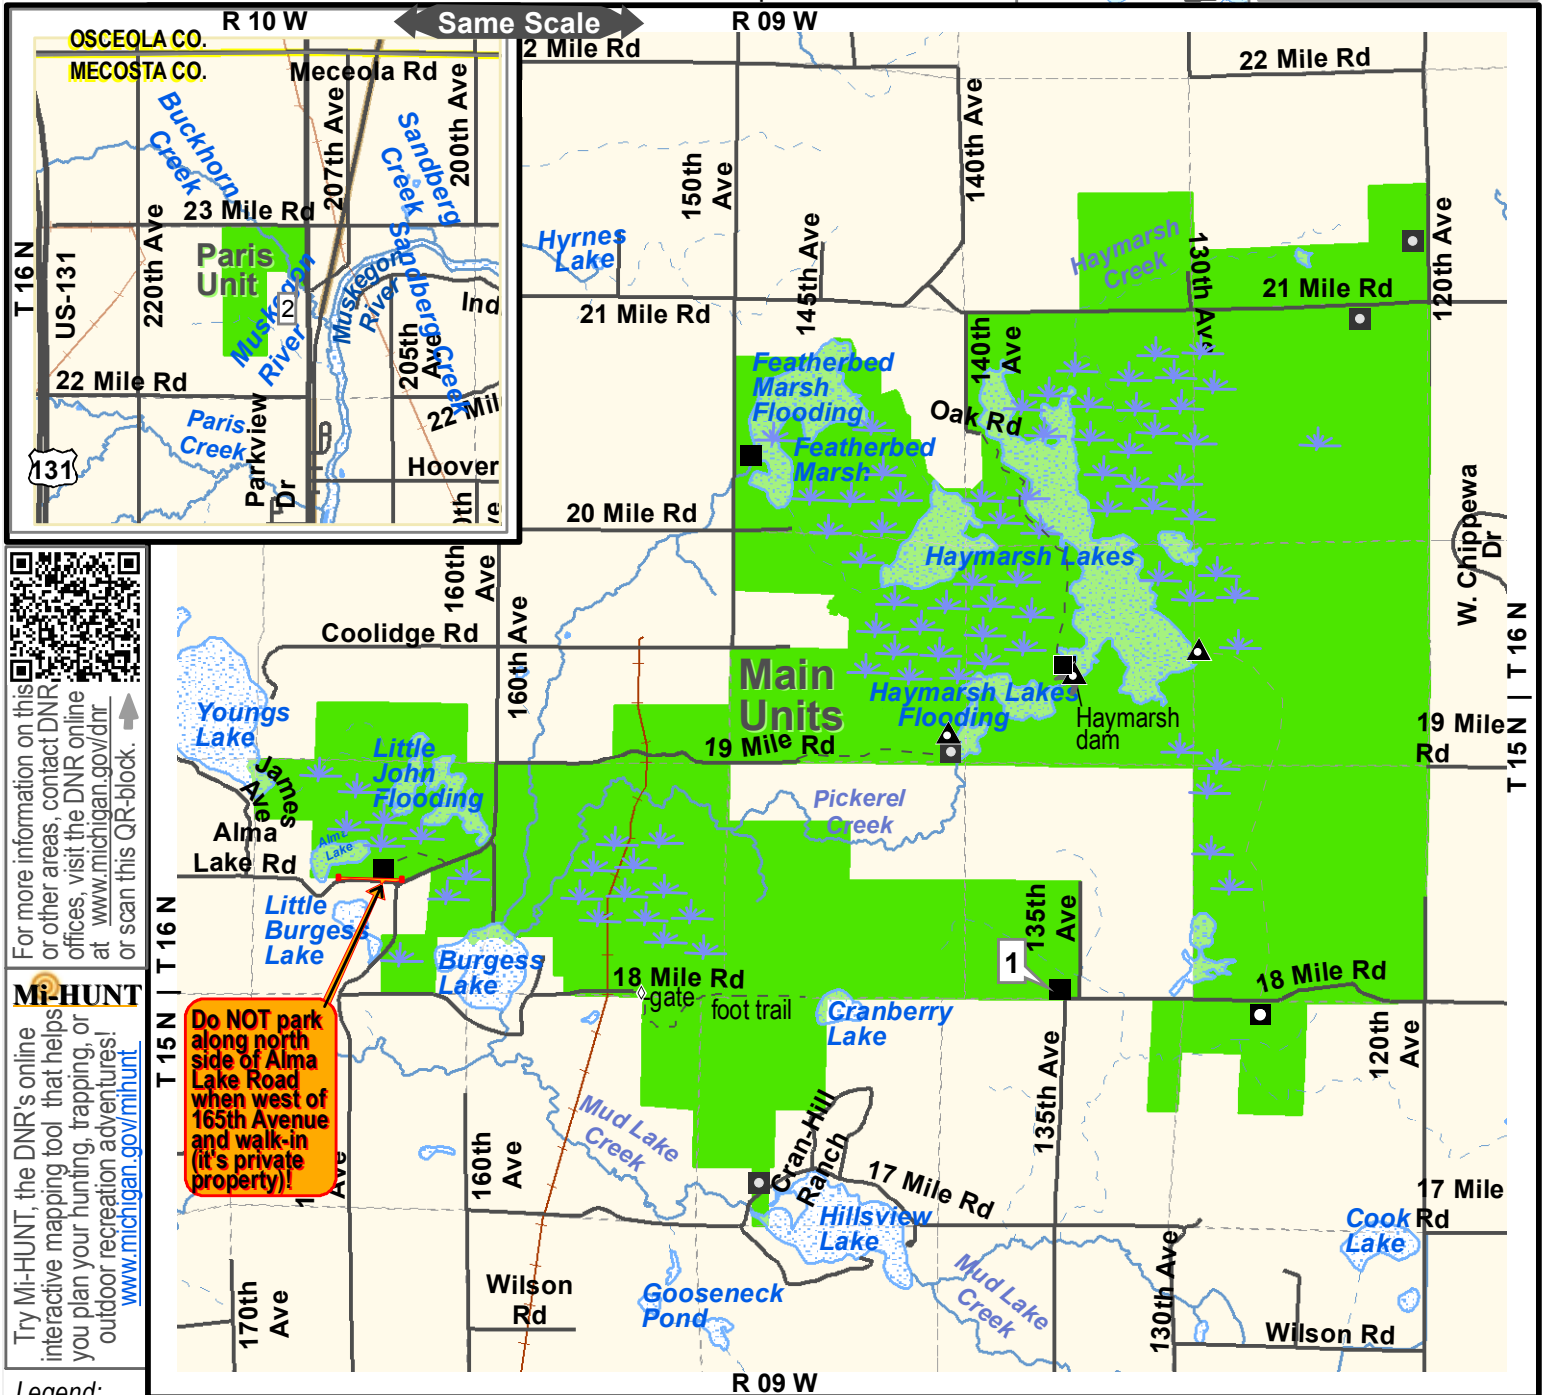 R 10 W
Same Scale
R 09 W
OSCEOLA CO.
MECOSTA CO.
Meceola Rd
Buckhorn
Creek
207th Ave
200th Ave
Sandberg
Creek
23 Mile Rd
T 16 N
US-131
220th Ave
Paris
Unit
2
Muskegon
River
Muskegon
River
Sandberg Creek
Ind
205th
Ave
22 Mile Rd
22 Mil
Paris
Creek
Parkview
Dr
Hoover
131
0th
ve
2 Mile Rd
22 Mile Rd
150th
Ave
140th Ave
145th Ave
Hyrnes
Lake
Haymarsh
Creek
130th Ave
120th Ave
21 Mile Rd
21 Mile Rd
Featherbed
Marsh
Flooding
140th
Ave
Oak Rd
Featherbed
Marsh
20 Mile Rd
W. Chippewa
Dr
Haymarsh Lakes
160th
Ave
160th Ave
Coolidge Rd
T 15 N | T 16 N
Main
Units
Haymarsh Lakes
Flooding
Haymarsh
dam
19 Mile Rd
19 Mile
Rd
Youngs
Lake
Little
John
Flooding
James
Ave
Pickerel
Creek
Alma
Lake Rd
Alma
Lake
Little
Burgess
Lake
Burgess
Lake
135th
Ave
1
18 Mile Rd
18 Mile Rd
gate
foot trail
Cranberry
Lake
T 15 N | T 16 N
Do NOT park
along north
side of Alma
Lake Road
when west of
165th Avenue
and walk-in
(it's private
property)!
1
Ave
135th Ave
120th
Ave
Mud Lake
Creek
Cran-Hill
Ranch
160th
Ave
17 Mile Rd
17 Mile
Rd
Hillsview
Lake
Cook
Lake
Mud Lake
Creek
130th Ave
170th
Ave
Wilson
Rd
Gooseneck
Pond
Wilson Rd
R 09 W
For more information on this
or other areas, contact DNR
offices, visit the DNR online
at www.michigan.gov/dnr
or scan this QR-block.
Mi-HUNT
Try Mi-HUNT, the DNR's online
interactive mapping tool that helps
you plan your hunting, trapping, or
outdoor recreation adventures!
www.michigan.gov/mihunt
Legend: